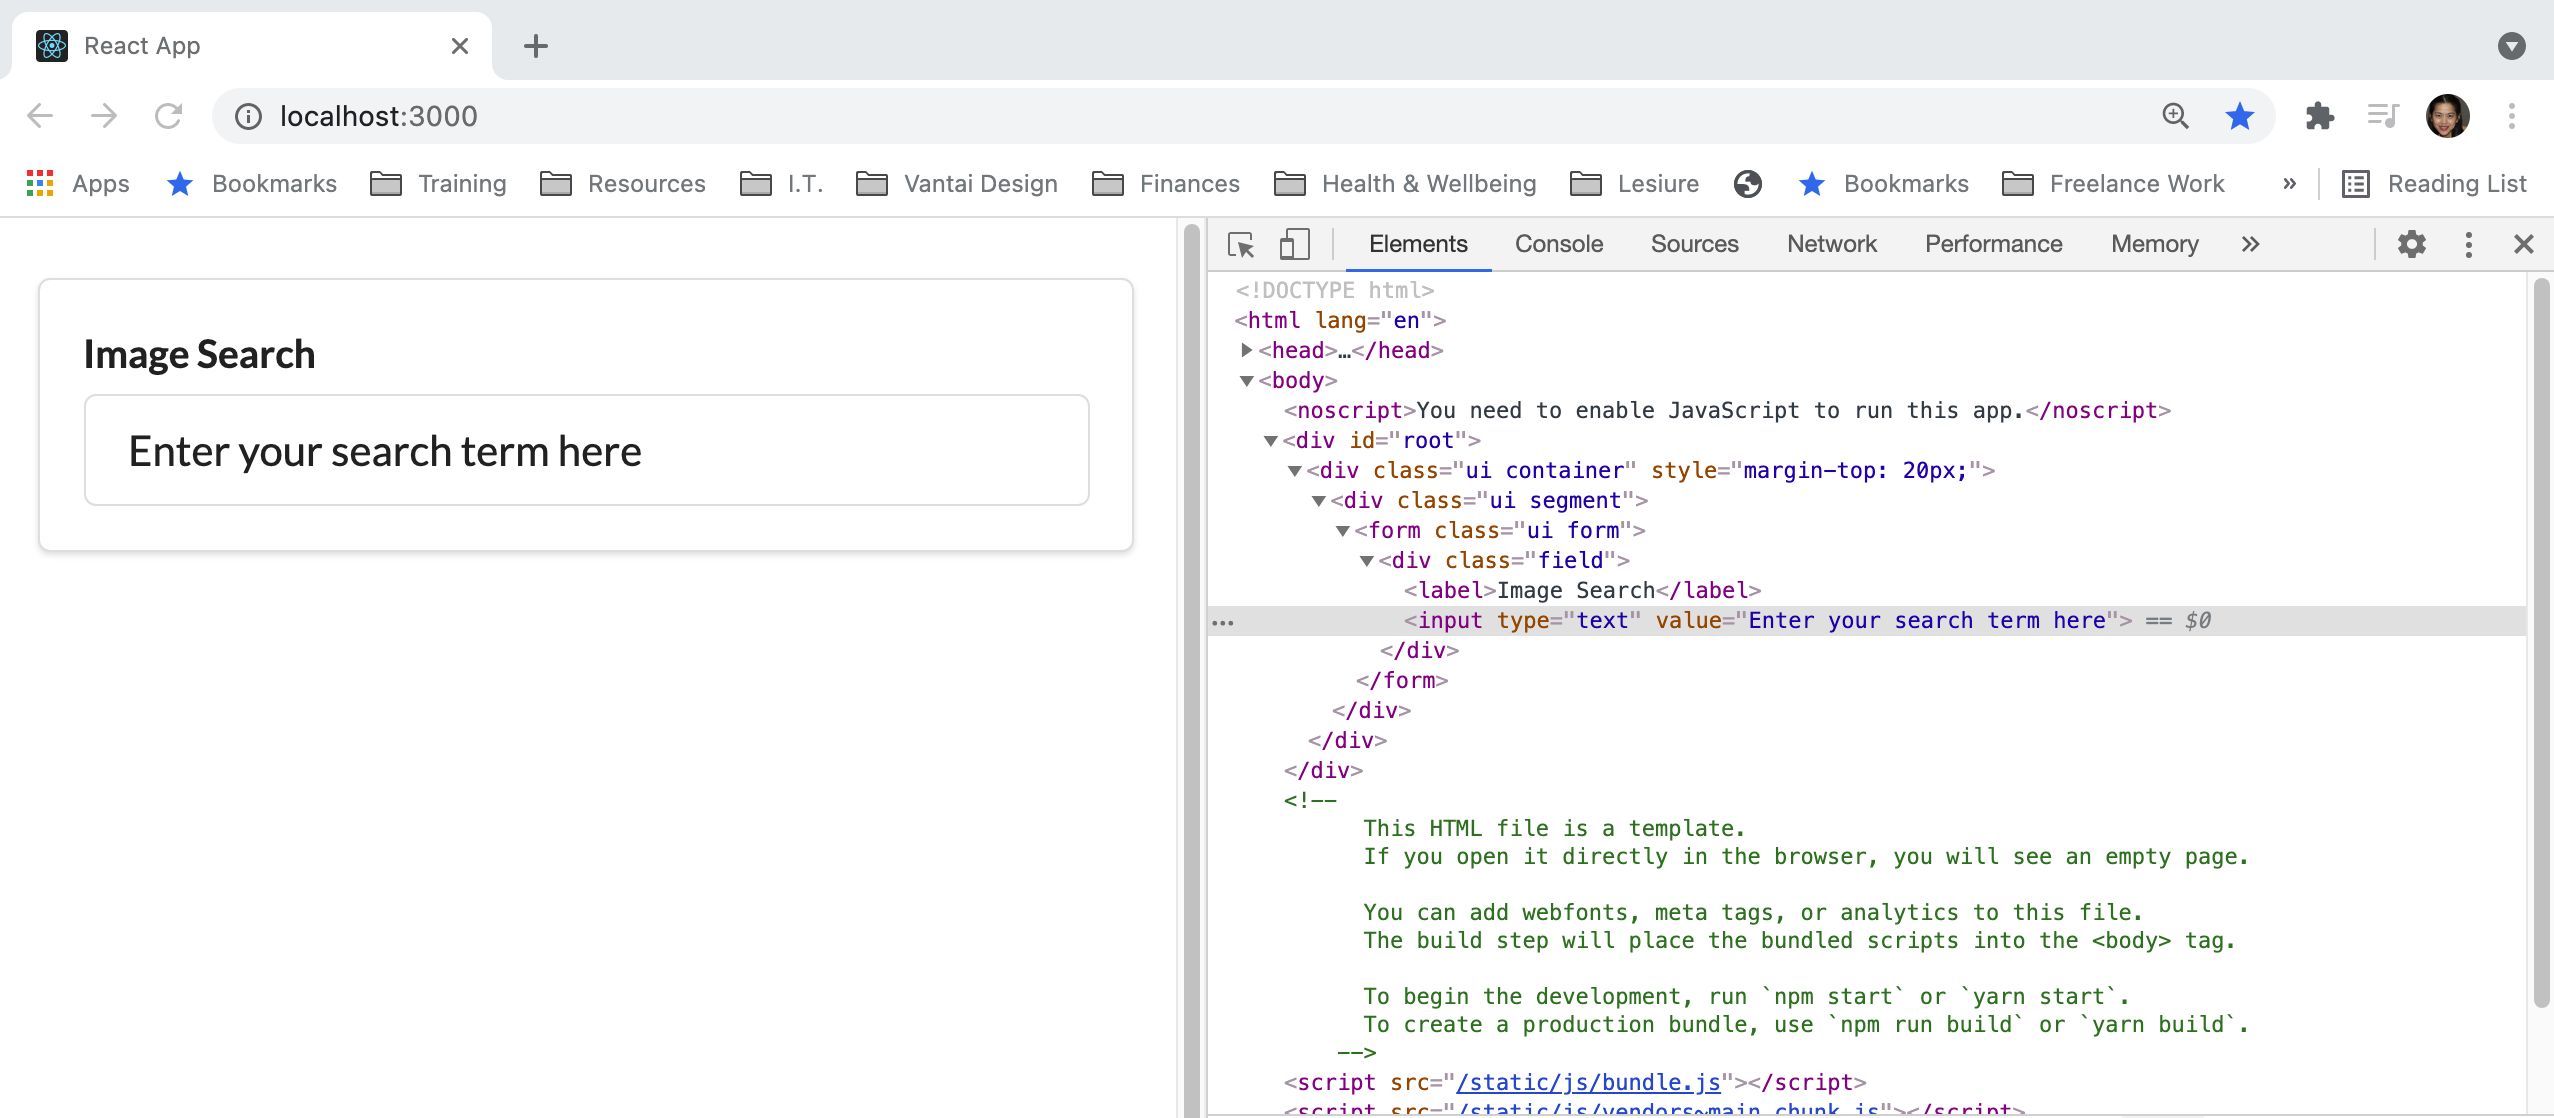 React App
localhost:3000
Apps Bookmarks Training Resources I.T. Vantai Design Finances Health & Wellbeing Lesiure Bookmarks Freelance Work » Reading List
Image Search
Enter your search term here
Elements Console Sources Network Performance Memory »
<!DOCTYPE html>
<html lang="en">
<head>…</head>
<body>
<noscript>You need to enable JavaScript to run this app.</noscript>
<div id="root">
<div class="ui container" style="margin-top: 20px;">
<div class="ui segment">
<form class="ui form">
<div class="field">
<label>Image Search</label>
<input type="text" value="Enter your search term here"> == $0
</div>
</form>
</div>
</div>
</div>
<!--
This HTML file is a template.
If you open it directly in the browser, you will see an empty page.
You can add webfonts, meta tags, or analytics to this file.
The build step will place the bundled scripts into the <body> tag.
To begin the development, run `npm start` or `yarn start`.
To create a production bundle, use `npm run build` or `yarn build`.
-->
<script src="/static/js/bundle.js"></script>
<script src="/static/js/vendors~main.chunk.js"></script>